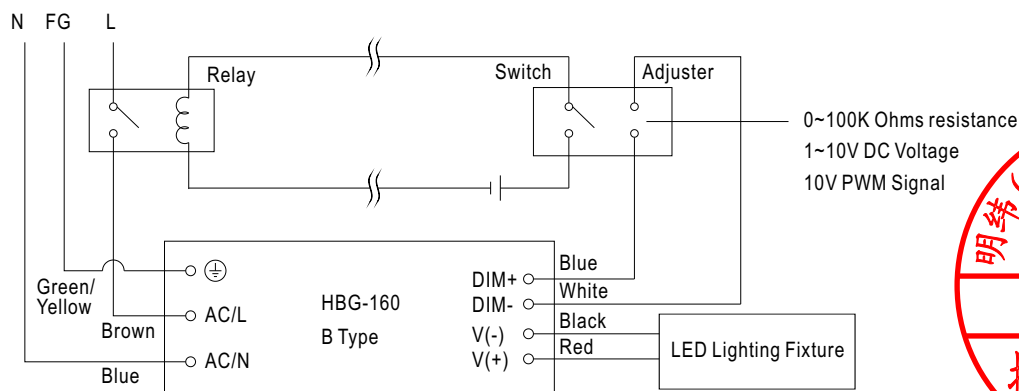 N FG L
Relay
Switch
Adjuster
0~100K Ohms resistance
1~10V DC Voltage
10V PWM Signal
明纬(
Green/
Yellow
Brown
Blue
AC/L
AC/N
HBG-160
B Type
DIM+
DIM-
V(-)
V(+)
Blue
White
Black
Red
LED Lighting Fixture